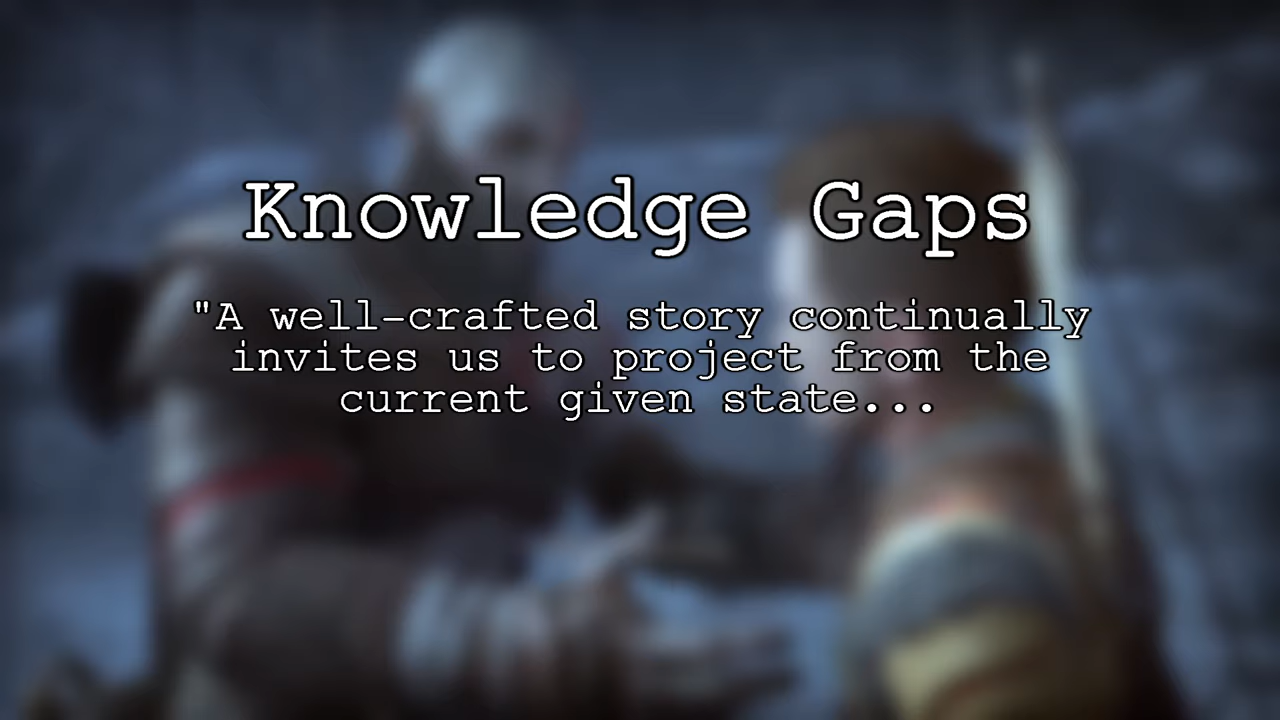 Knowledge Gaps
"A well-crafted story continually
invites us to project from the
current given state...